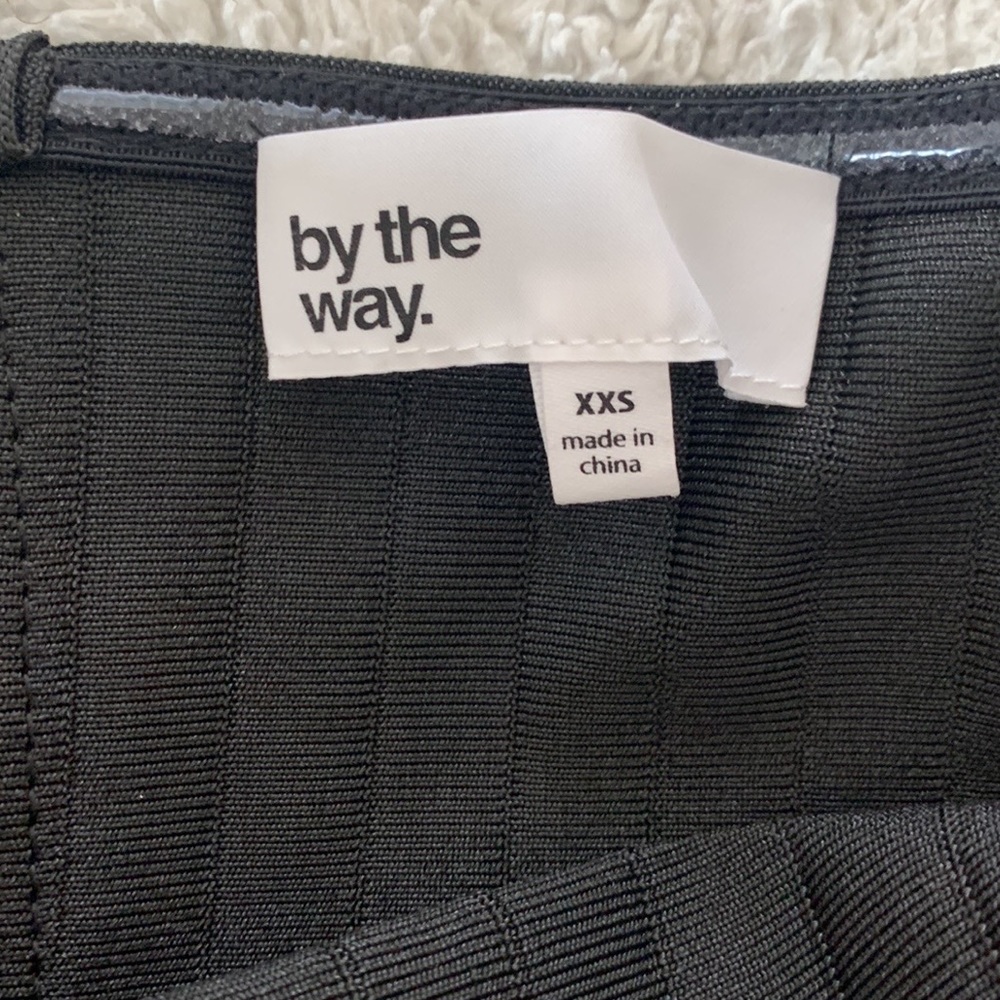 by the
way.
XXS
made in
china